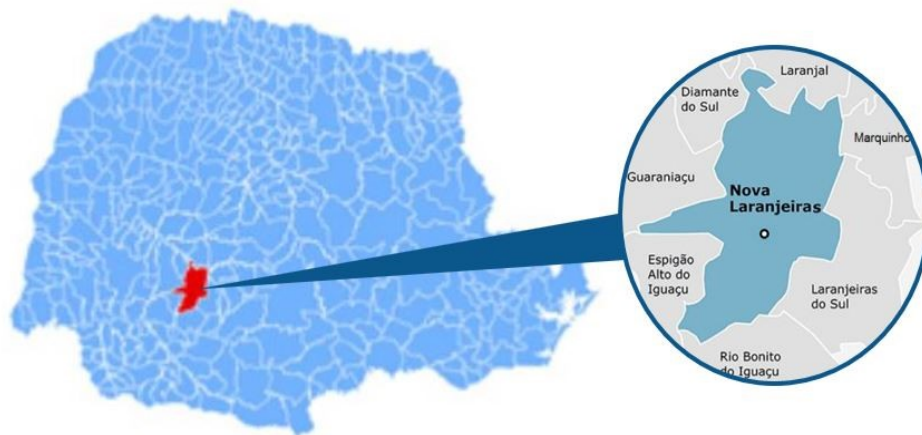 Laranjal
Diamante
do Sul
Marquinho
Guaraniaçu
Nova
Laranjeiras
Espigão
Alto do
Iguaçu
Laranjeiras
do Sul
Rio Bonito
do Iguaçu